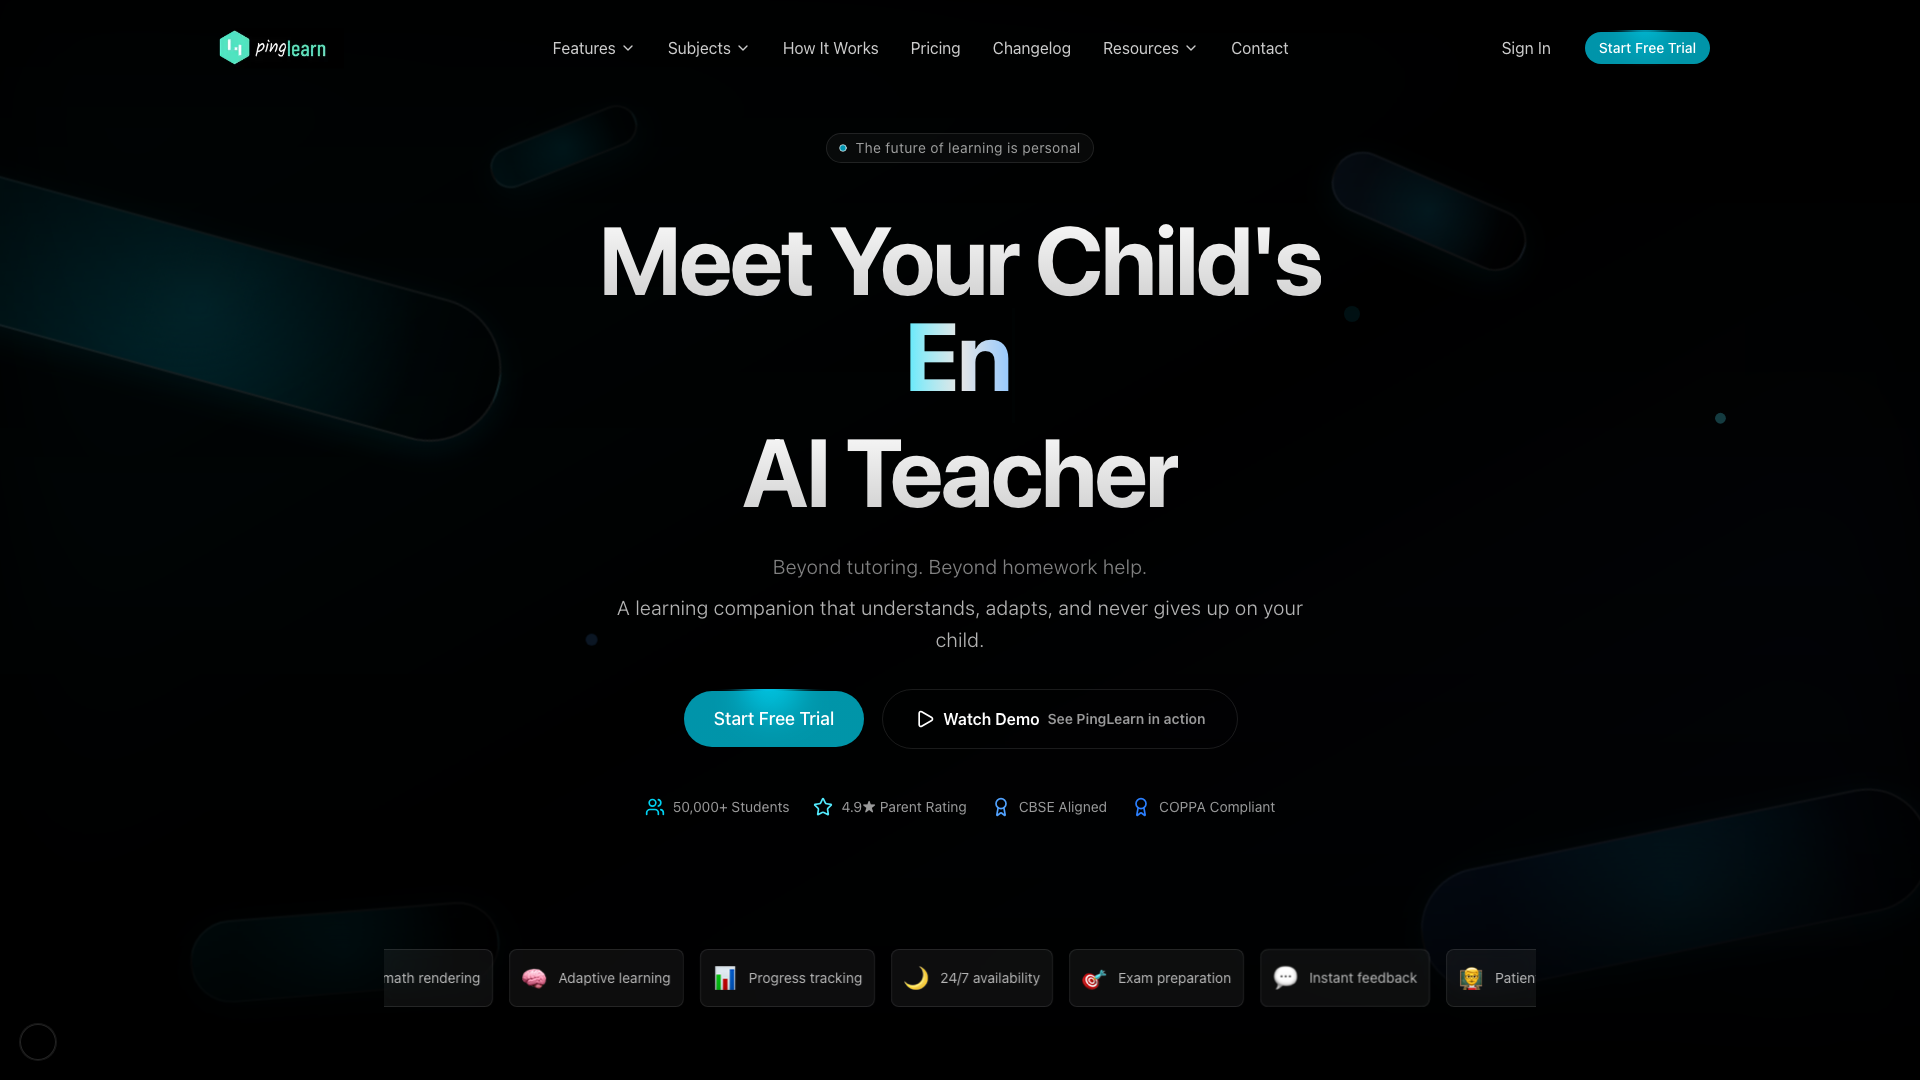 pinglearn
Features
Subjects
How It Works
Pricing
Changelog
Resources
Contact
Sign In
Start Free Trial
The future of learning is personal
Meet Your Child's
En
AI Teacher
Beyond tutoring. Beyond homework help.
A learning companion that understands, adapts, and never gives up on your
child.
Start Free Trial
Watch Demo See PingLearn in action
50,000+ Students
4.9★ Parent Rating
CBSE Aligned
COPPA Compliant
math rendering
Adaptive learning
Progress tracking
24/7 availability
Exam preparation
Instant feedback
Patien